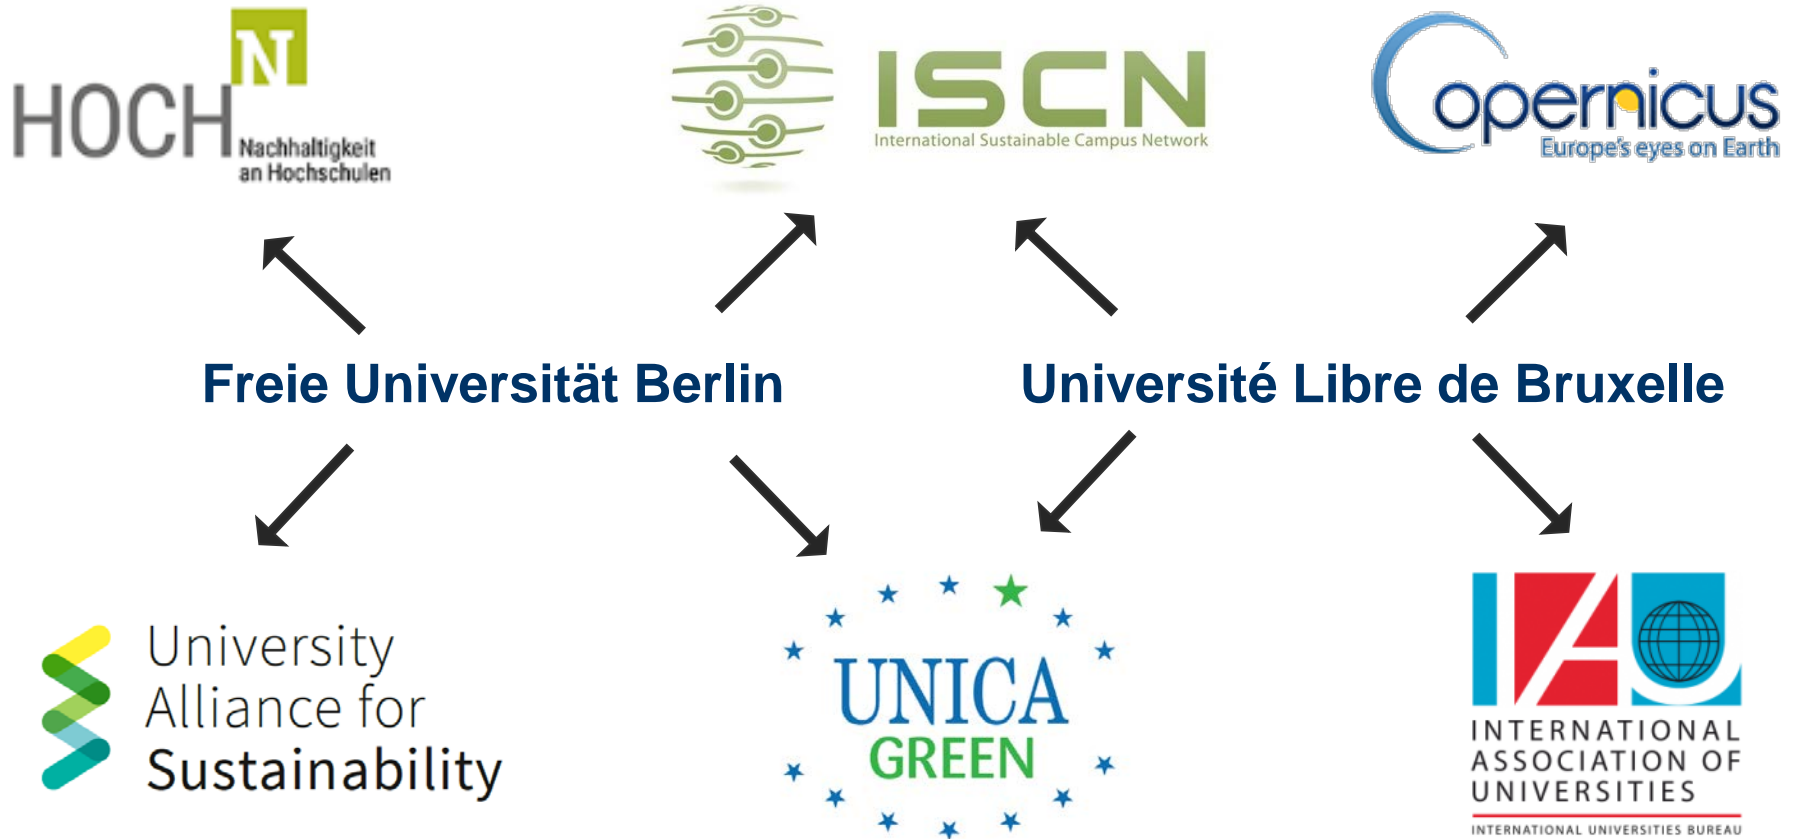 HOCH N
Nachhaltigkeit
an Hochschulen
ISCN
International Sustainable Campus Network
Copernicus
Europe's eyes on Earth
Freie Universität Berlin
Université Libre de Bruxelle
University
Alliance for
Sustainability
UNICA
GREEN
IAU
INTERNATIONAL
ASSOCIATION OF
UNIVERSITIES
INTERNATIONAL UNIVERSITIES BUREAU